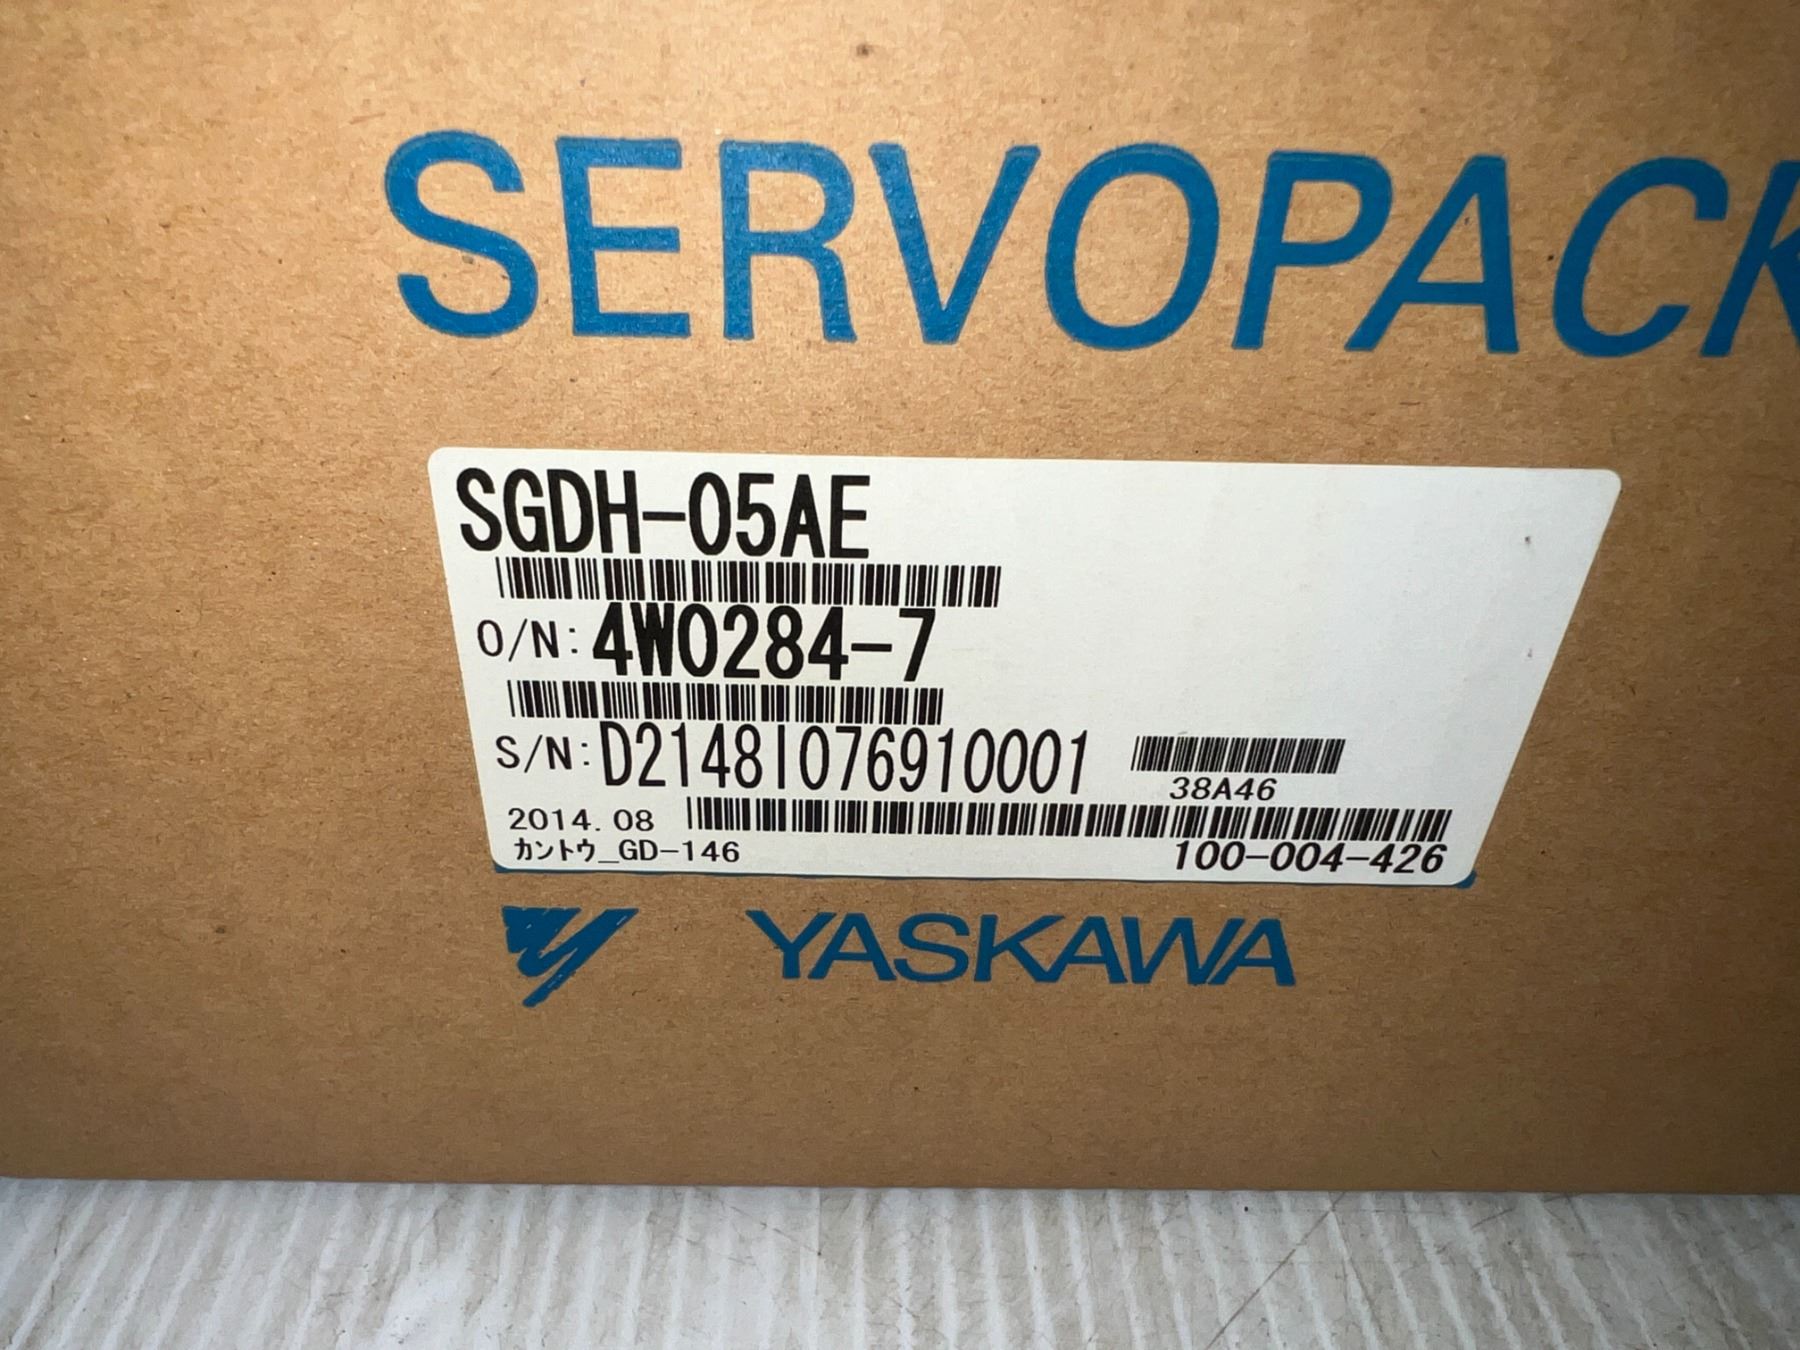 SERVOPACK
SGDH-05AE
O/N: 4W0284-7
S/N: D2148I076910001
38A46
2014.08
カントウ_GD-146
100-004-426
YASKAWA